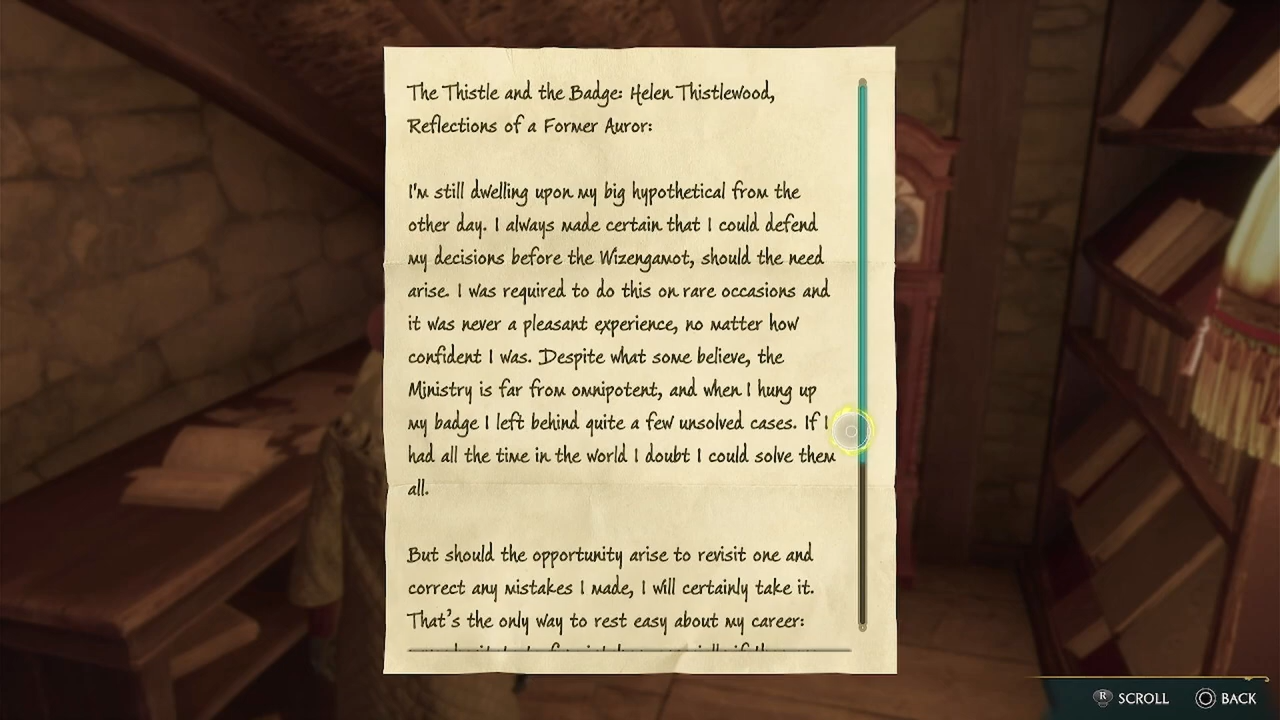 The Thistle and the Badge: Helen Thistlewood,
Reflections of a Former Auror:
I'm still dwelling upon my big hypothetical from the
other day. I always made certain that I could defend
my decisions before the Wizengamot, should the need
arise. I was required to do this on rare occasions and
it was never a pleasant experience, no matter how
confident I was. Despite what some believe, the
Ministry is far from omnipotent, and when I hung up
my badge I left behind quite a few unsolved cases. If I
had all the time in the world I doubt I could solve them
all.
But should the opportunity arise to revisit one and
correct any mistakes I made, I will certainly take it.
That's the only way to rest easy about my career:
R SCROLL
BACK